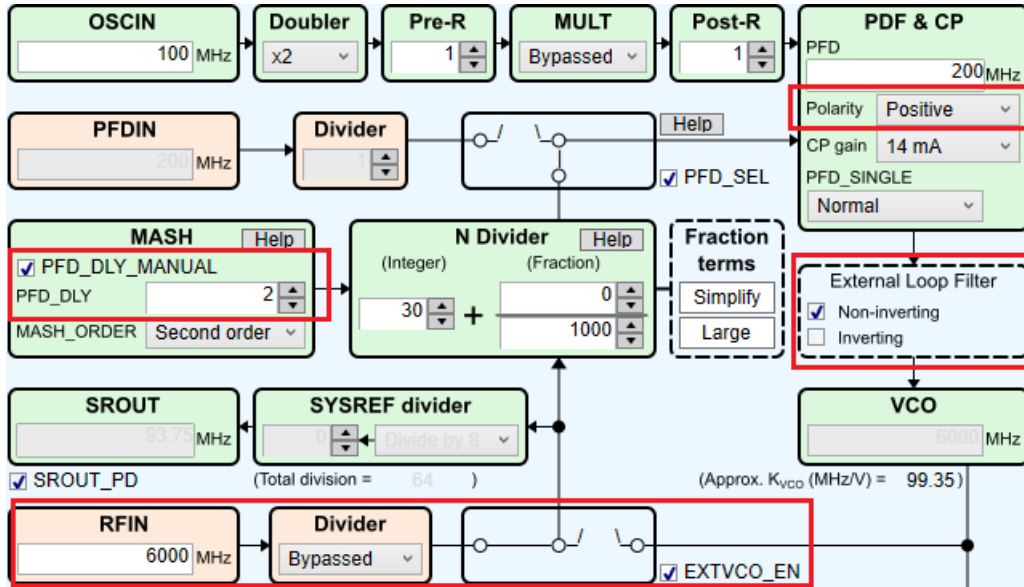 OSCIN
100 MHz
Doubler
x2
Pre-R
1
MULT
Bypassed
Post-R
1
PDF & CP
PFD
200 MHz
Polarity Positive
CP gain 14 mA
PFD_SINGLE
Normal
PFDIN
200 MHz
Divider
1
Help
PFD_SEL
MASH Help
PFD_DLY_MANUAL
PFD_DLY 2
MASH_ORDER Second order
N Divider Help
(Integer) (Fraction)
30 + 0
1000
Fraction
terms
Simplify
Large
External Loop Filter
Non-inverting
Inverting
SROUT
93.75 MHz
SROUT_PD
SYSREF divider
0 Divide by 8
(Total division = 64 )
VCO
6000 MHz
(Approx. KVCO (MHz/V) = 99.35 )
RFIN
6000 MHz
Divider
Bypassed
EXTVCO_EN